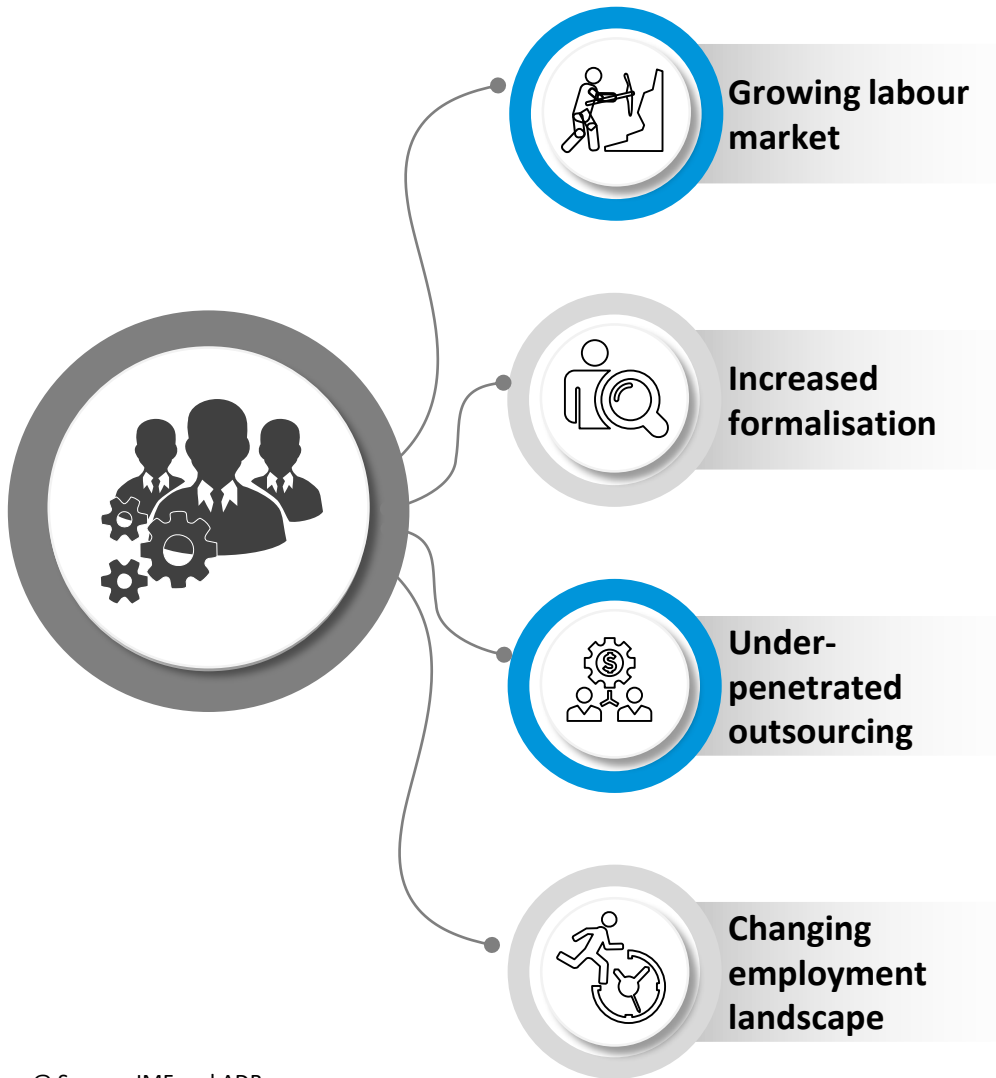 Growing labour
market
Increased
formalisation
Under-
penetrated
outsourcing
Changing
employment
landscape